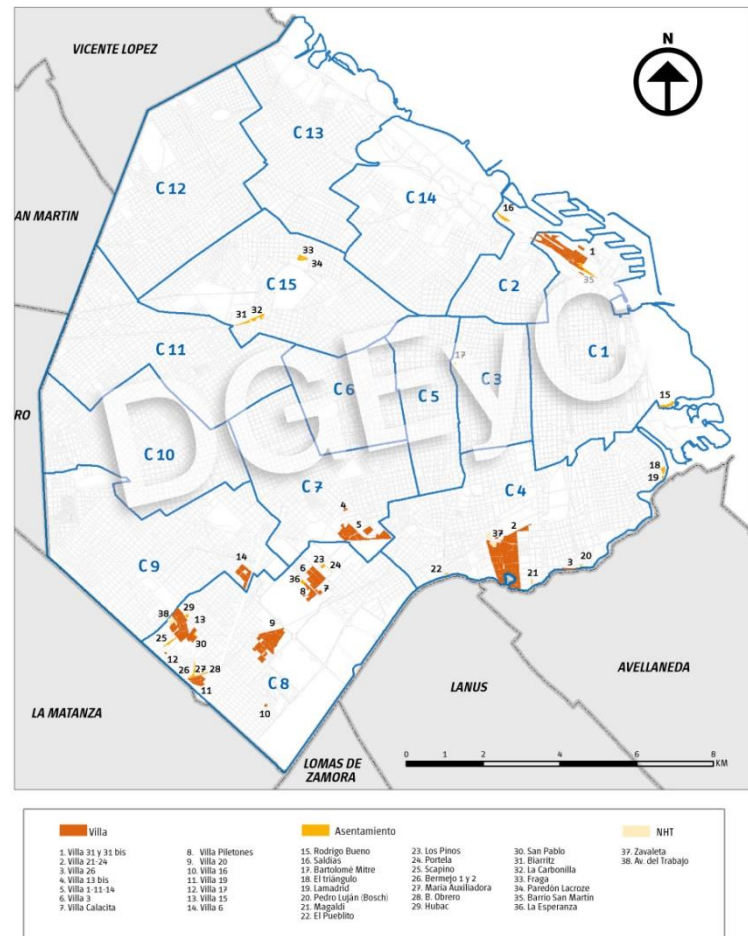 VICENTE LOPEZ
N
C 13
C 12
C 14
AN MARTIN
16
33
1
34
C 15
35
C 2
31 32
C 11
17
C 1
C 6
C 3
C 5
15
RO
DGEyC
C 10
18
C 7
C 4
19
4
5
2
37
C 9
14
23
6
24
22
21
3
20
36
8
7
29
38
13
9
25
30
12
26
27
28
11
C 8
10
AVELLANEDA
LANUS
LA MATANZA
LOMAS DE
ZAMORA
0 1 2 4 6 8
KM
Villa
1. Villa 31 y 31 bis
2. Villa 21-24
3. Villa 26
4. Villa 13 bis
5. Villa 1-11-14
6. Villa 3
7. Villa Calacita
8. Villa Piletones
9. Villa 20
10. Villa 16
11. Villa 19
12. Villa 17
13. Villa 15
14. Villa 6
Asentamiento
15. Rodrigo Bueno
16. Saldías
17. Bartolomé Mitre
18. El triángulo
19. Lamadrid
20. Pedro Luján (Bosch)
21. Magaldi
22. El Pueblito
23. Los Pinos
24. Portela
25. Scapino
26. Bermejo 1 y 2
27. María Auxiliadora
28. B. Obrero
29. Hubac
30. San Pablo
31. Biarritz
32. La Carbonilla
33. Fraga
34. Paredón Lacroze
35. Barrio San Martín
36. La Esperanza
NHT
37. Zavaleta
38. Av. del Trabajo